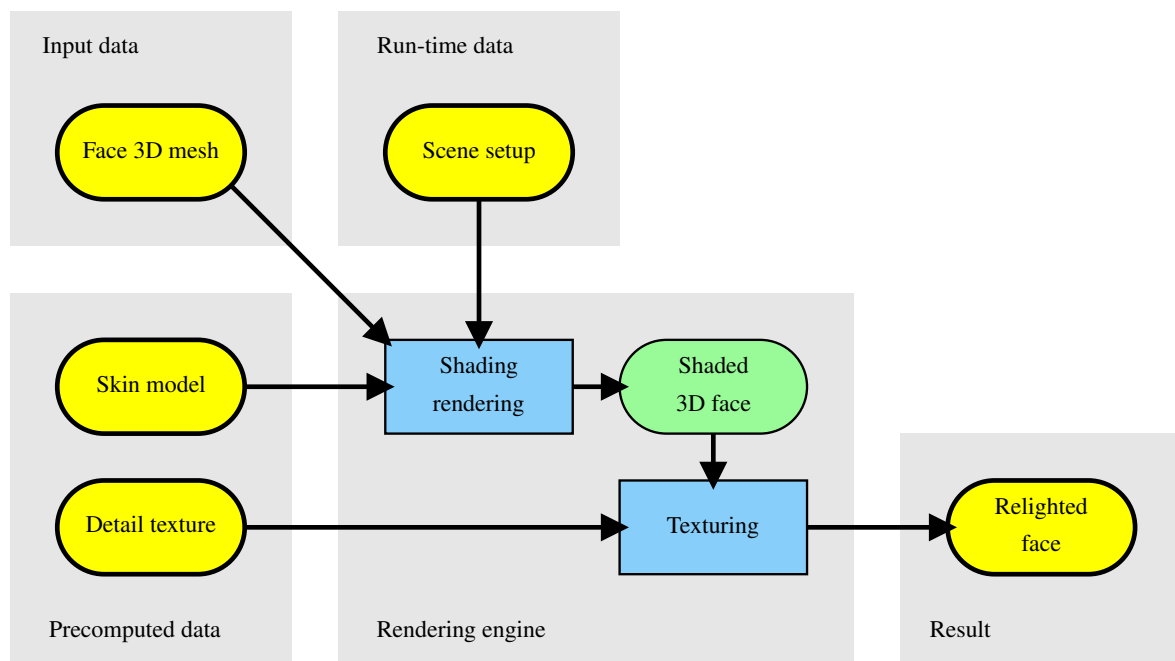 Input data
Run-time data
Face 3D mesh
Scene setup
Skin model
Shading
rendering
Shaded
3D face
Detail texture
Texturing
Relighted
face
Precomputed data
Rendering engine
Result